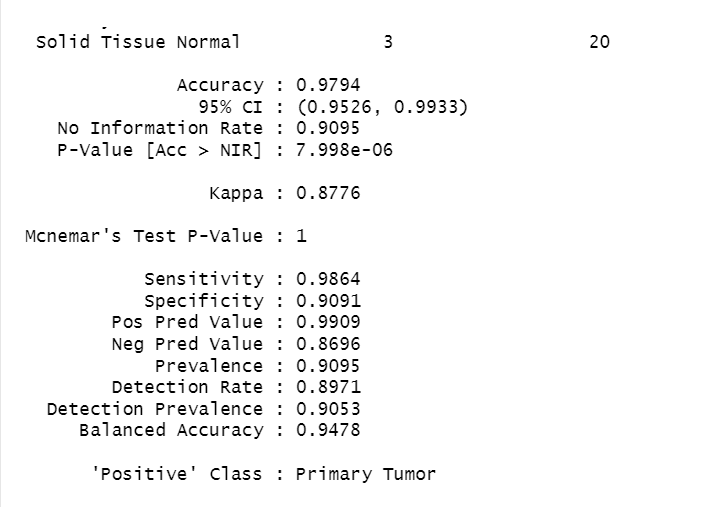 Solid Tissue Normal 3 20
Accuracy : 0.9794
95% CI : (0.9526, 0.9933)
No Information Rate : 0.9095
P-Value [Acc > NIR] : 7.998e-06
Kappa : 0.8776
Mcnemar's Test P-Value : 1
Sensitivity : 0.9864
Specificity : 0.9091
Pos Pred Value : 0.9909
Neg Pred Value : 0.8696
Prevalence : 0.9095
Detection Rate : 0.8971
Detection Prevalence : 0.9053
Balanced Accuracy : 0.9478
'Positive' Class : Primary Tumor